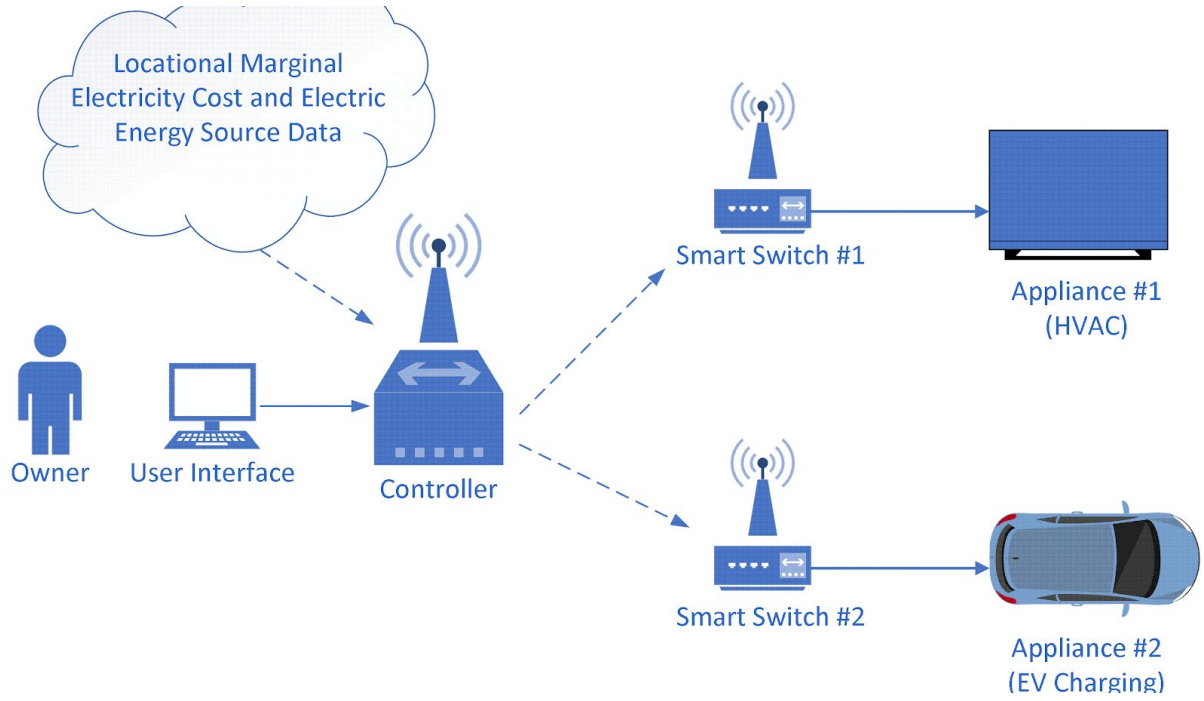 Locational Marginal
Electricity Cost and Electric
Energy Source Data
Smart Switch #1
Appliance #1
(HVAC)
Owner
User Interface
Controller
Smart Switch #2
Appliance #2
(EV Charging)